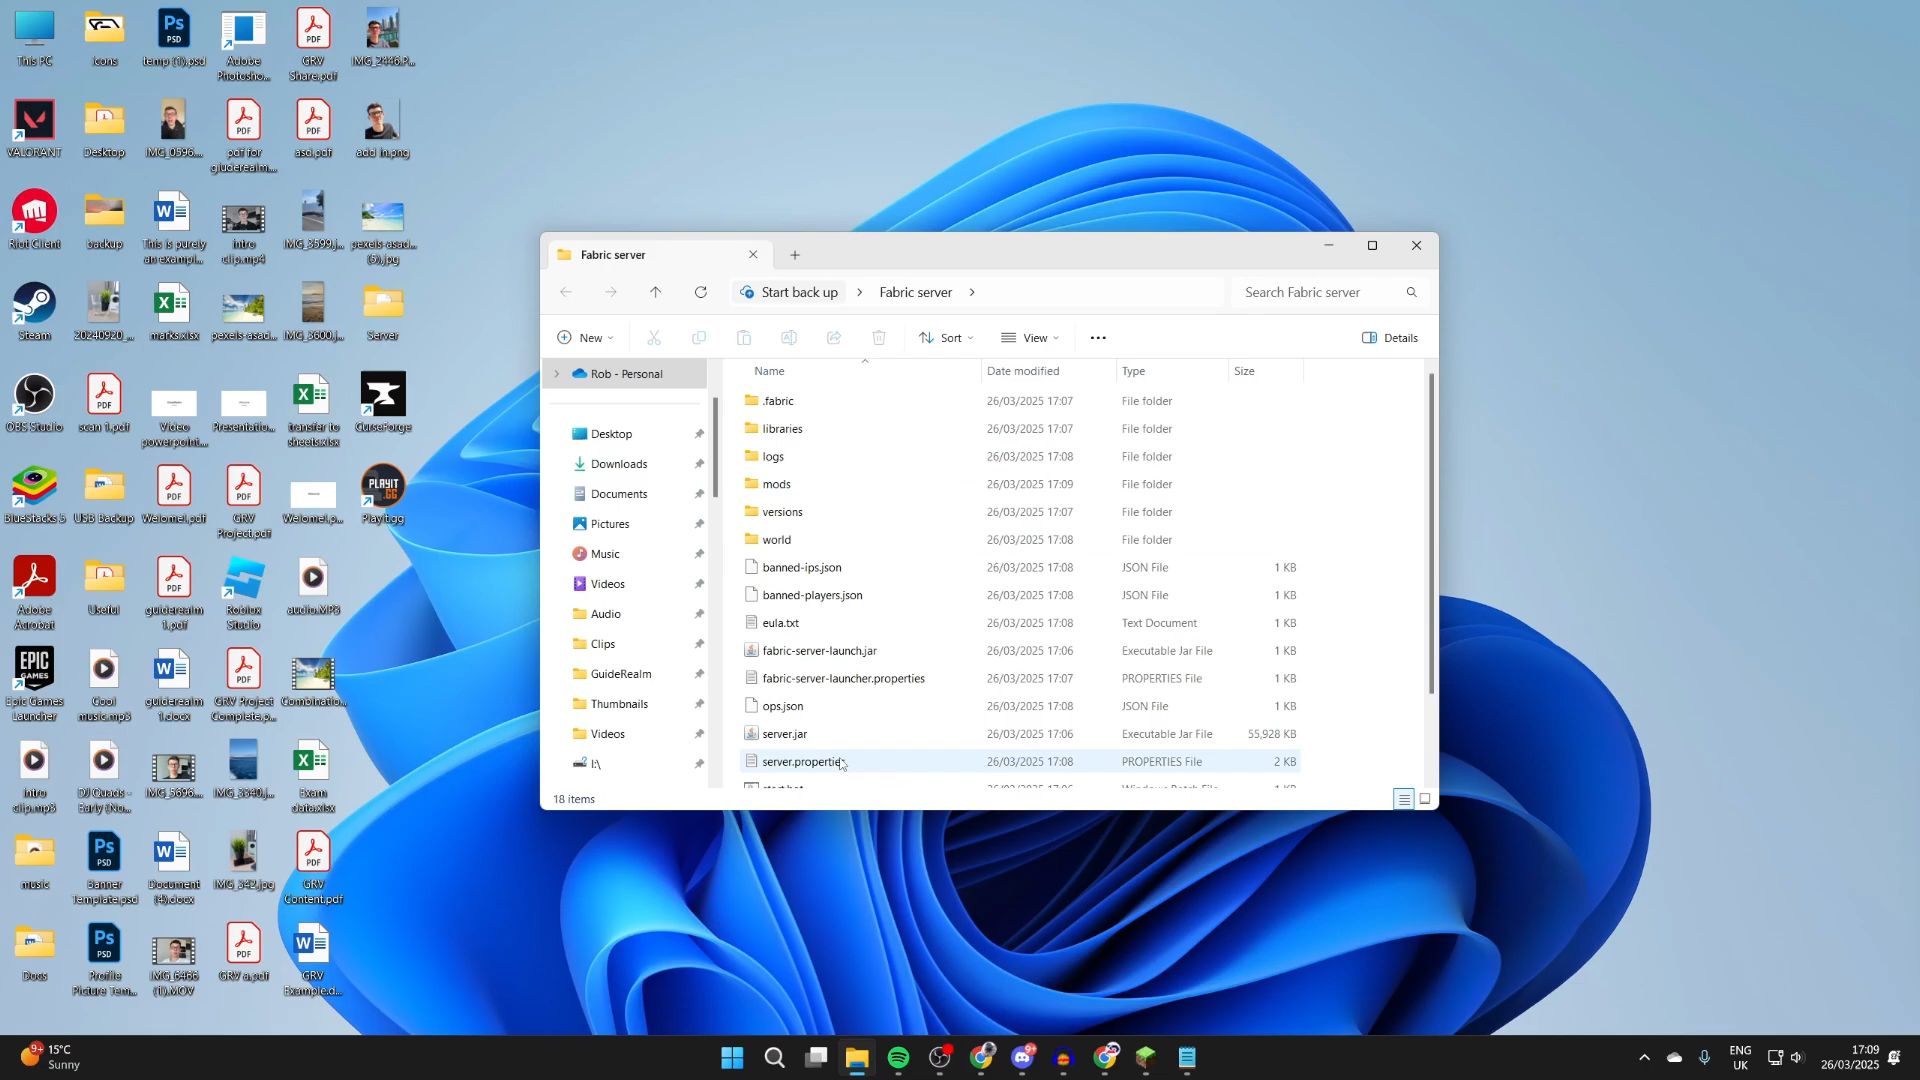 This PC
icons
temp (1).psd
Adobe
Photosho...
GRV
Share.pdf
IMG_2446.P...
VALORANT
Desktop
IMG_0596....
pdf for
giuderealm...
asd.pdf
add in.png
Riot Client
backup
This is purely
an exampl...
intro
clip.mp4
IMG_3599.j...
pexels-asad...
(5).jpg
Steam
20240920_...
marks.xlsx
pexels-asad...
IMG_3600.j...
Server
OBS Studio
scan 1.pdf
Video
powerpoint...
Presentatio...
transfer to
sheets.xlsx
CurseForge
BlueStacks 5
USB Backup
Welomel.pdf
GRV
Project.pdf
Welomel.p...
PLAYIT
.GG
Playit.gg
Adobe
Acrobat
Useful
guiderealm
1.pdf
Roblox
Studio
audio.MP3
EPIC
GAMES
Epic Games
Launcher
Cool
music.mp3
guiderealm
1.docx
GRV Project
Complete.p...
Combinatio...
intro
clip.mp3
DJ Quads -
Early (No...
IMG_5696....
IMG_3340.j...
Exam
data.xlsx
music
Banner
Template.psd
Document
(4).docx
IMG_342.jpg
GRV
Content.pdf
Docs
Profile
Picture Tem...
IMG_6466
(1).MOV
GRV a.pdf
GRV
Example.d...
Fabric server
Start back up
Fabric server
Search Fabric server
New
Sort
View
Details
Rob - Personal
Desktop
Downloads
Documents
Pictures
Music
Videos
Audio
Clips
GuideRealm
Thumbnails
Videos
I:\
Name Date modified Type Size
.fabric 26/03/2025 17:07 File folder
libraries 26/03/2025 17:07 File folder
logs 26/03/2025 17:08 File folder
mods 26/03/2025 17:09 File folder
versions 26/03/2025 17:07 File folder
world 26/03/2025 17:08 File folder
banned-ips.json 26/03/2025 17:08 JSON File 1 KB
banned-players.json 26/03/2025 17:08 JSON File 1 KB
eula.txt 26/03/2025 17:08 Text Document 1 KB
fabric-server-launch.jar 26/03/2025 17:06 Executable Jar File 1 KB
fabric-server-launcher.properties 26/03/2025 17:07 PROPERTIES File 1 KB
ops.json 26/03/2025 17:08 JSON File 1 KB
server.jar 26/03/2025 17:06 Executable Jar File 55,928 KB
server.properties 26/03/2025 17:08 PROPERTIES File 2 KB
18 items
9+
15°C
Sunny
9+
ENG
UK
17:09
26/03/2025